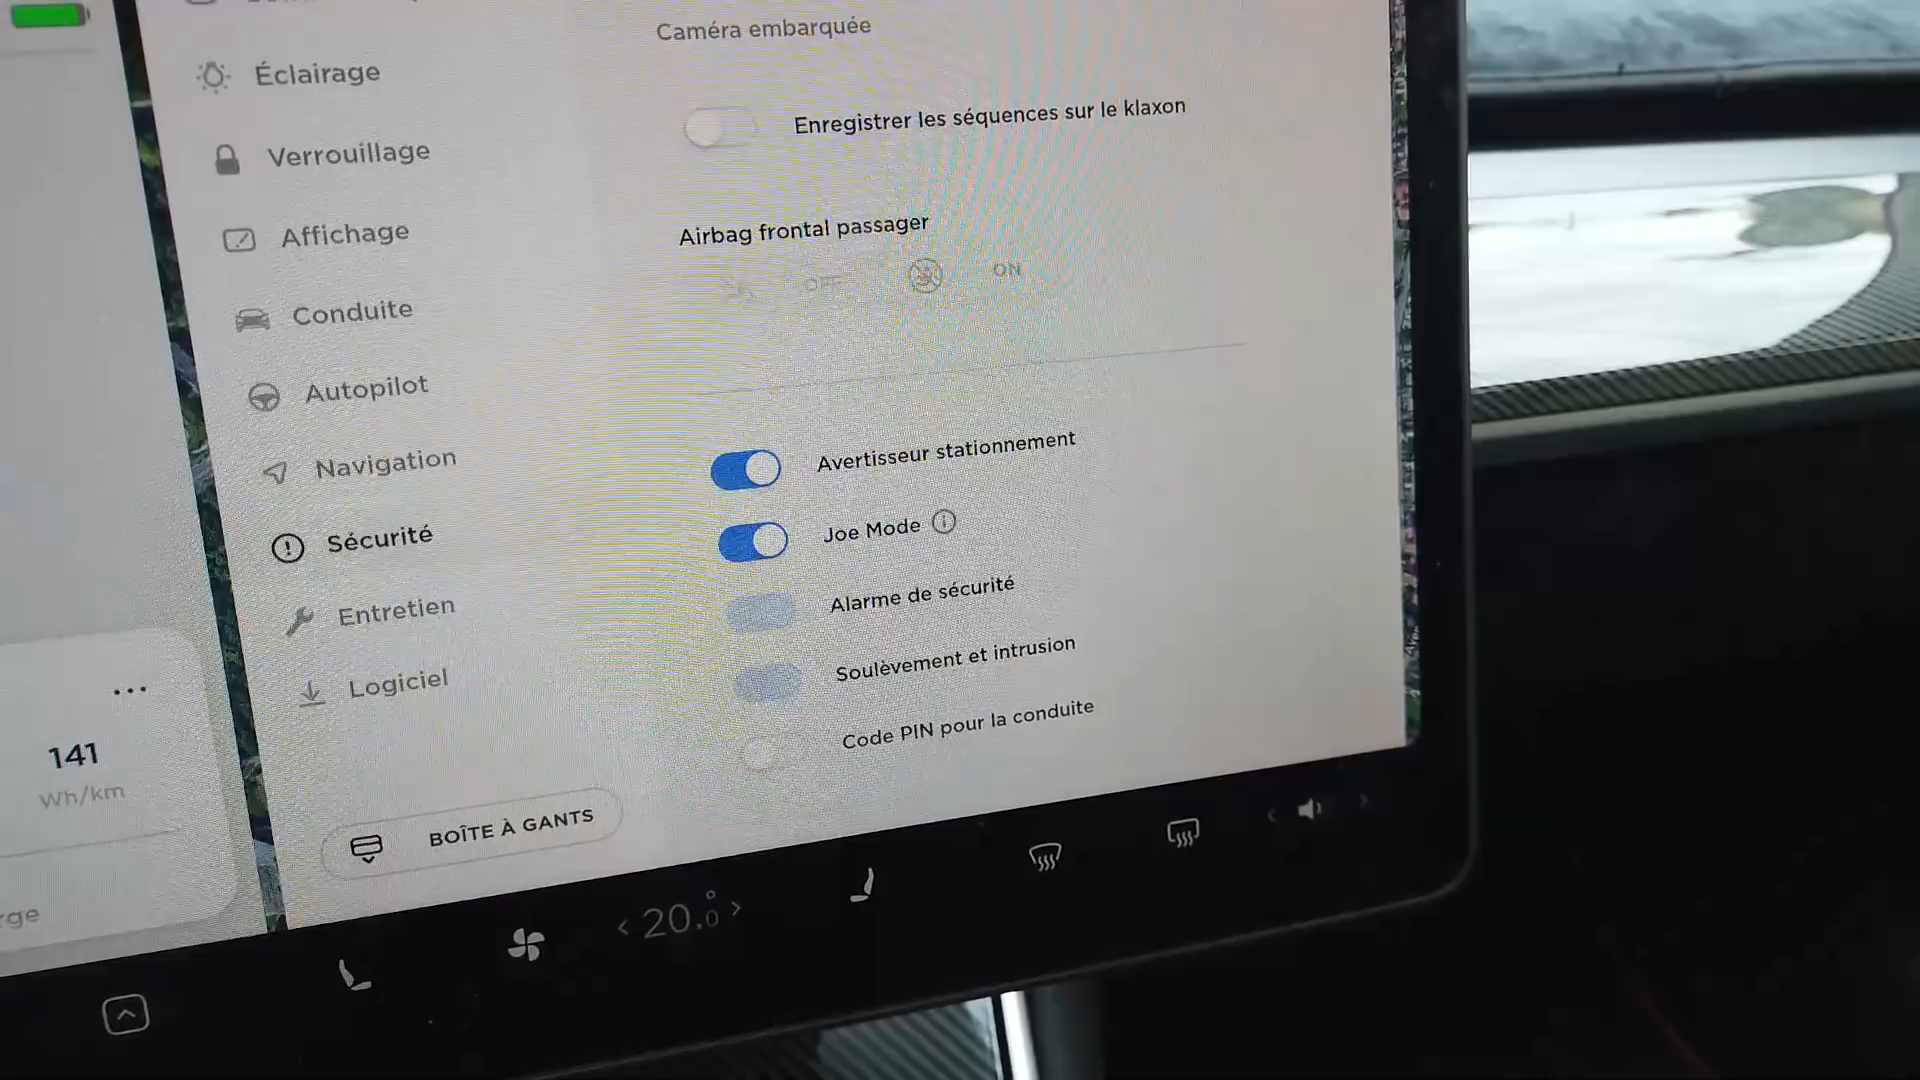 Caméra embarquée
Éclairage
Enregistrer les séquences sur le klaxon
Verrouillage
Affichage
Airbag frontal passager
OFF
ON
Conduite
Autopilot
Avertisseur stationnement
Navigation
Joe Mode
Sécurité
Alarme de sécurité
Entretien
Soulèvement et intrusion
Logiciel
Code PIN pour la conduite
141
Wh/km
BOÎTE À GANTS
20.0°